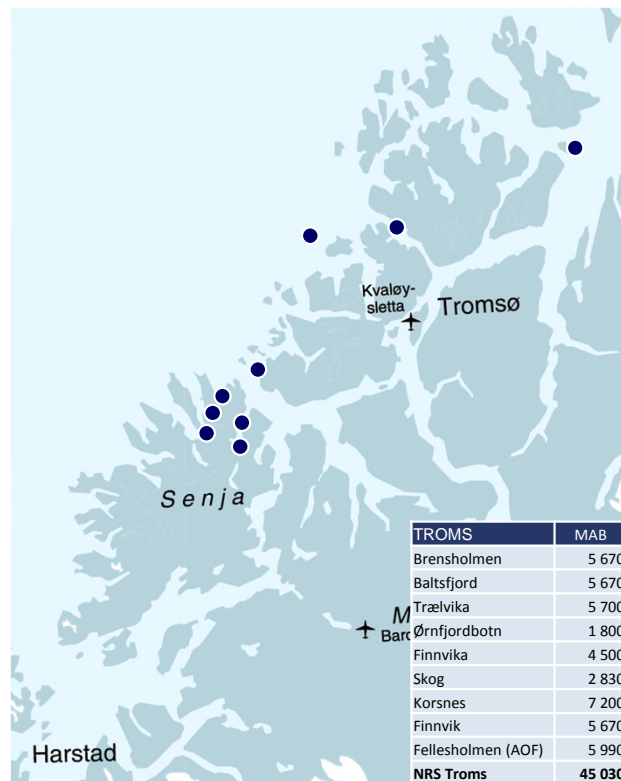 Kvaløy-
sletta
Tromsø
Senja
M
Bard
Harstad
TROMS MAB
Brensholmen 5 670
Baltsfjord 5 670
Trælvika 5 700
Ørnfjordbotn 1 800
Finnvika 4 500
Skog 2 830
Korsnes 7 200
Finnvik 5 670
Fellesholmen (AOF) 5 990
NRS Troms 45 030